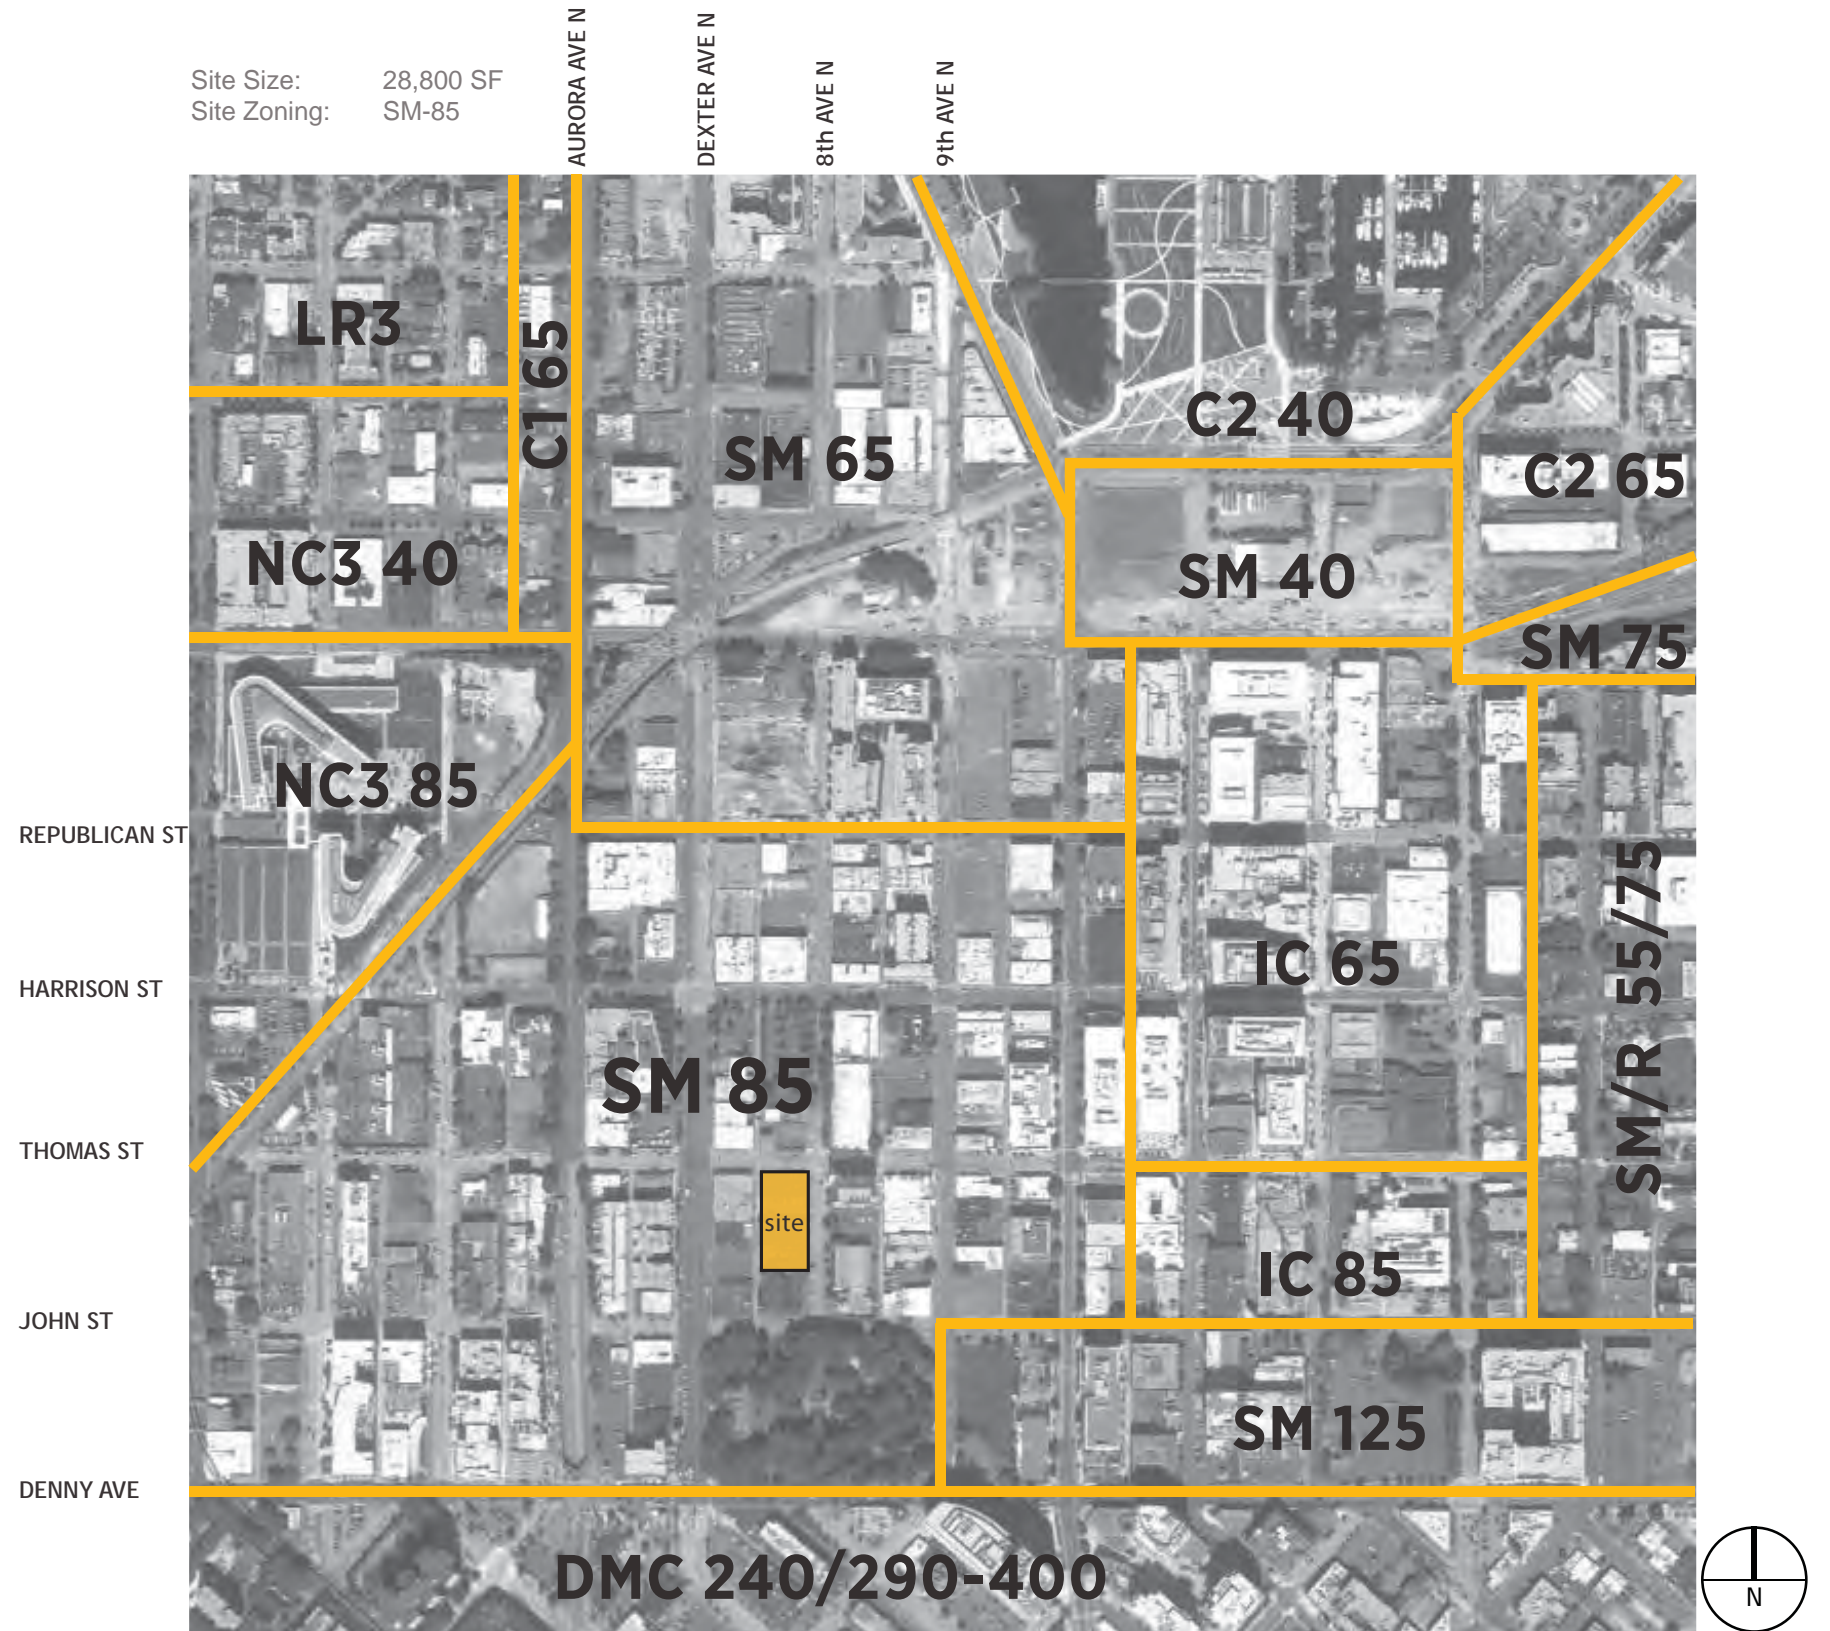 AURORA AVE N
DEXTER AVE N
8th AVE N
9th AVE N
Site Size: 28,800 SF
Site Zoning: SM-85
LR3
C1 65
C2 40
SM 65
C2 65
NC3 40
SM 40
SM 75
NC3 85
REPUBLICAN ST
SM/R 55/75
IC 65
HARRISON ST
SM 85
THOMAS ST
site
IC 85
JOHN ST
SM 125
DENNY AVE
DMC 240/290-400
N